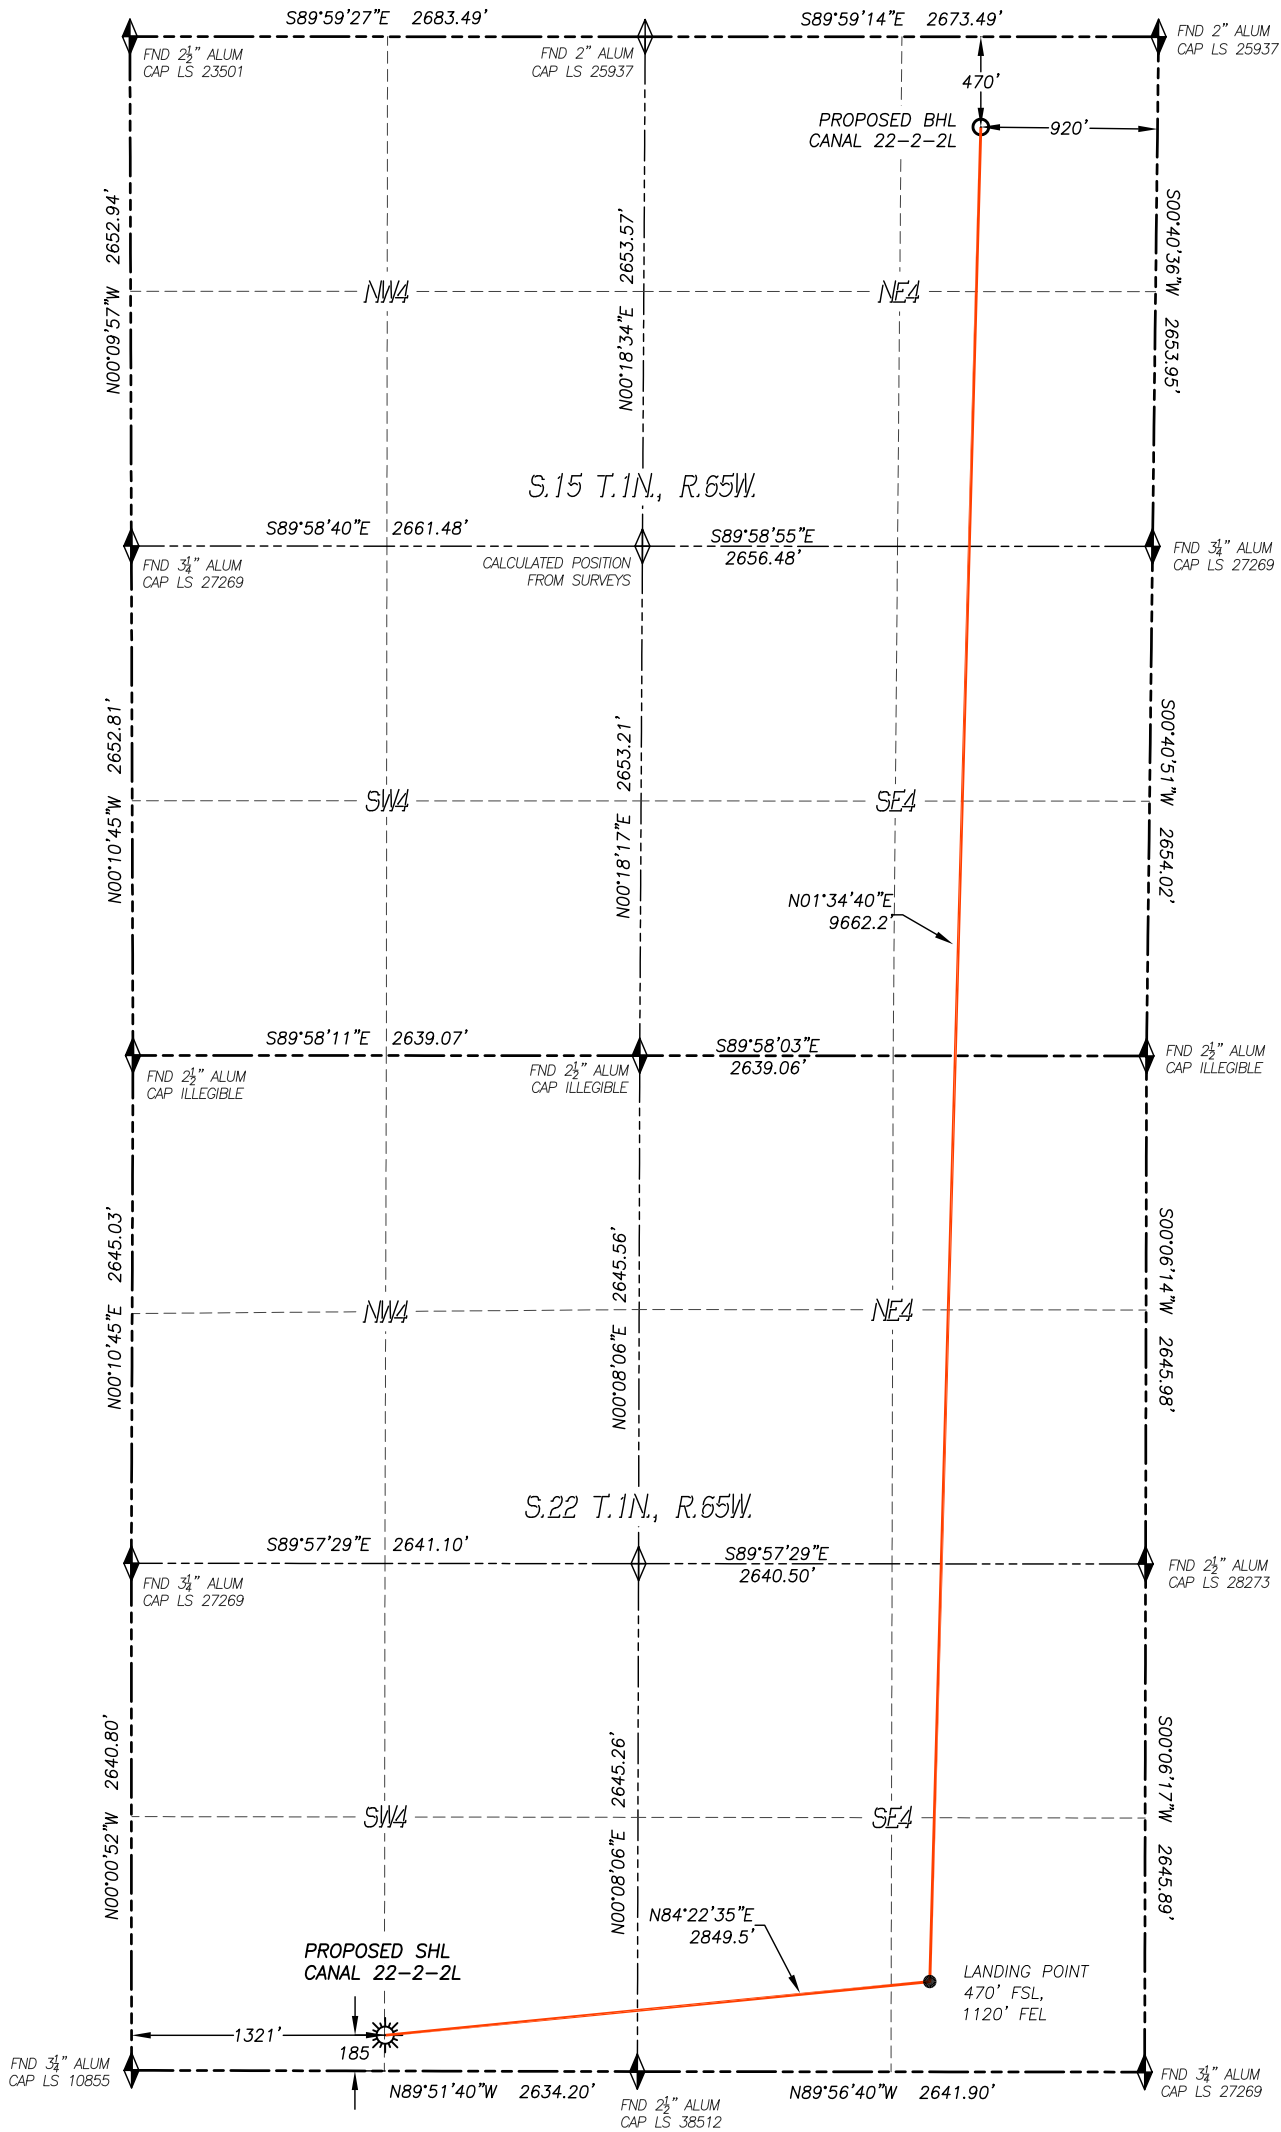 S89°59'27"E 2683.49'
S89°59'14"E 2673.49'
FND 2½" ALUM
CAP LS 23501
FND 2" ALUM
CAP LS 25937
FND 2" ALUM
CAP LS 25937
470'
PROPOSED BHL
CANAL 22-2-2L
920'
N00°09'57"W 2652.94'
N00°18'34"E 2653.57'
S00°40'36"W 2653.95'
NW4
NE4
S.15 T.1N., R.65W.
S89°58'40"E 2661.48'
S89°58'55"E
2656.48'
FND 3¼" ALUM
CAP LS 27269
CALCULATED POSITION
FROM SURVEYS
FND 3¼" ALUM
CAP LS 27269
N00°10'45"W 2652.81'
N00°18'17"E 2653.21'
S00°40'51"W 2654.02'
SW4
SE4
N01°34'40"E
9662.2'
S89°58'11"E 2639.07'
S89°58'03"E
2639.06'
FND 2½" ALUM
CAP ILLEGIBLE
FND 2½" ALUM
CAP ILLEGIBLE
FND 2½" ALUM
CAP ILLEGIBLE
N00°10'45"E 2645.03'
N00°08'06"E 2645.56'
S00°06'14"W 2645.98'
NW4
NE4
S.22 T.1N., R.65W.
S89°57'29"E 2641.10'
S89°57'29"E
2640.50'
FND 3¼" ALUM
CAP LS 27269
FND 2½" ALUM
CAP LS 28273
N00°00'52"W 2640.80'
N00°08'06"E 2645.26'
S00°06'17"W 2645.89'
SW4
SE4
N84°22'35"E
2849.5'
PROPOSED SHL
CANAL 22-2-2L
LANDING POINT
470' FSL,
1120' FEL
1321'
185'
FND 3¼" ALUM
CAP LS 10855
N89°51'40"W 2634.20'
N89°56'40"W 2641.90'
FND 2½" ALUM
CAP LS 38512
FND 3¼" ALUM
CAP LS 27269